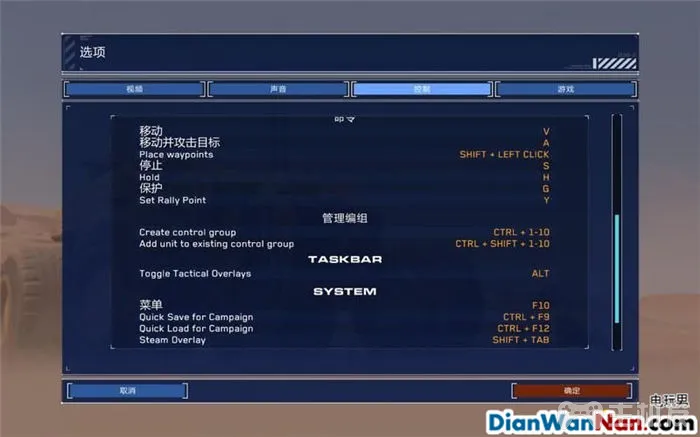 选项
视频 声音 控制 游戏
命令
移动 V
移动并攻击目标 A
Place waypoints SHIFT + LEFT CLICK
停止 S
Hold H
保护 G
Set Rally Point Y
管理编组
Create control group CTRL + 1-10
Add unit to existing control group CTRL + SHIFT + 1-10
TASKBAR
Toggle Tactical Overlays ALT
SYSTEM
菜单 F10
Quick Save for Campaign CTRL + F9
Quick Load for Campaign CTRL + F12
Steam Overlay SHIFT + TAB
取消 确定
电玩男
DianWanNan.com